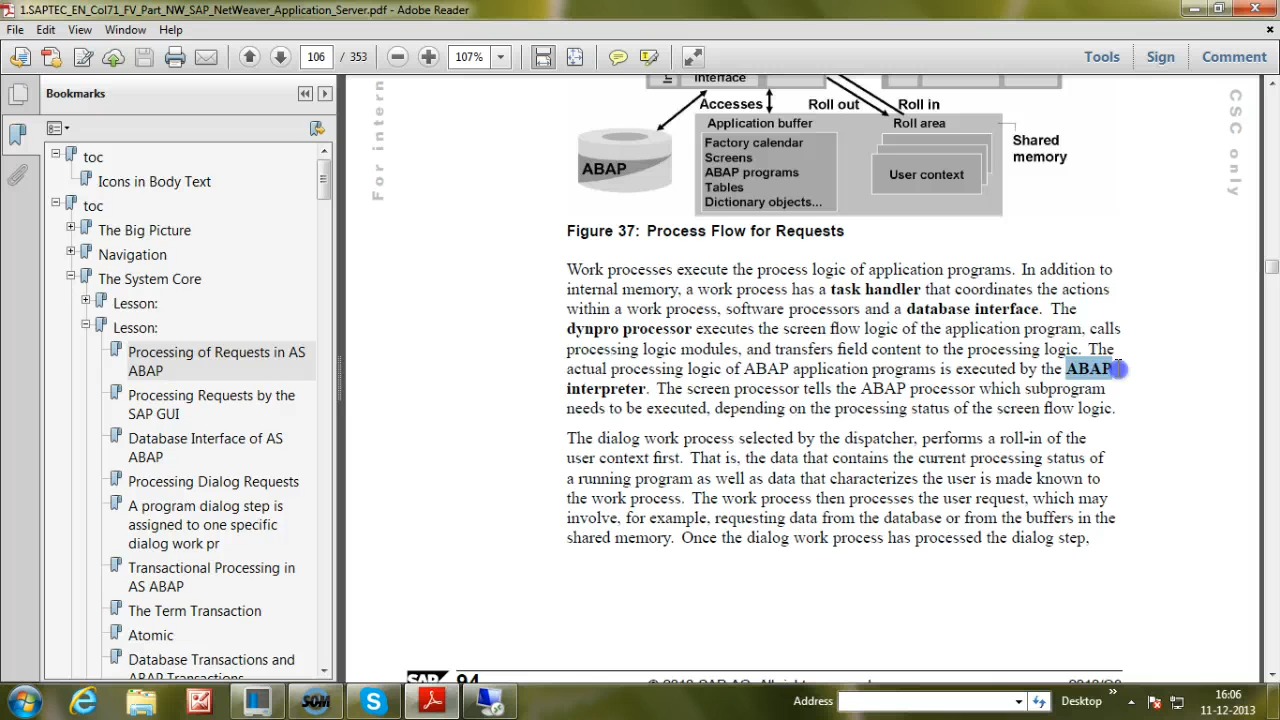 1.SAPTEC_EN_Col71_FV_Part_NW_SAP_NetWeaver_Application_Server.pdf - Adobe Reader
File Edit View Window Help
106 / 353 107% Tools Sign Comment
Bookmarks
toc
Icons in Body Text
toc
The Big Picture
Navigation
The System Core
Lesson:
Lesson:
Processing of Requests in AS
ABAP
Processing Requests by the
SAP GUI
Database Interface of AS
ABAP
Processing Dialog Requests
A program dialog step is
assigned to one specific
dialog work pr
Transactional Processing in
AS ABAP
The Term Transaction
Atomic
Database Transactions and
ABAP Transactions
For intern
CSC only
Interface
Accesses Roll out Roll in
Application buffer Roll area
Factory calendar
Screens
ABAP programs
Tables
Dictionary objects...
ABAP
User context
Shared
memory
Figure 37: Process Flow for Requests
Work processes execute the process logic of application programs. In addition to
internal memory, a work process has a task handler that coordinates the actions
within a work process, software processors and a database interface. The
dynpro processor executes the screen flow logic of the application program, calls
processing logic modules, and transfers field content to the processing logic. The
actual processing logic of ABAP application programs is executed by the ABAP
interpreter. The screen processor tells the ABAP processor which subprogram
needs to be executed, depending on the processing status of the screen flow logic.
The dialog work process selected by the dispatcher, performs a roll-in of the
user context first. That is, the data that contains the current processing status of
a running program as well as data that characterizes the user is made known to
the work process. The work process then processes the user request, which may
involve, for example, requesting data from the database or from the buffers in the
shared memory. Once the dialog work process has processed the dialog step,
SAP 94
SOM
Address
Desktop
16:06
11-12-2013